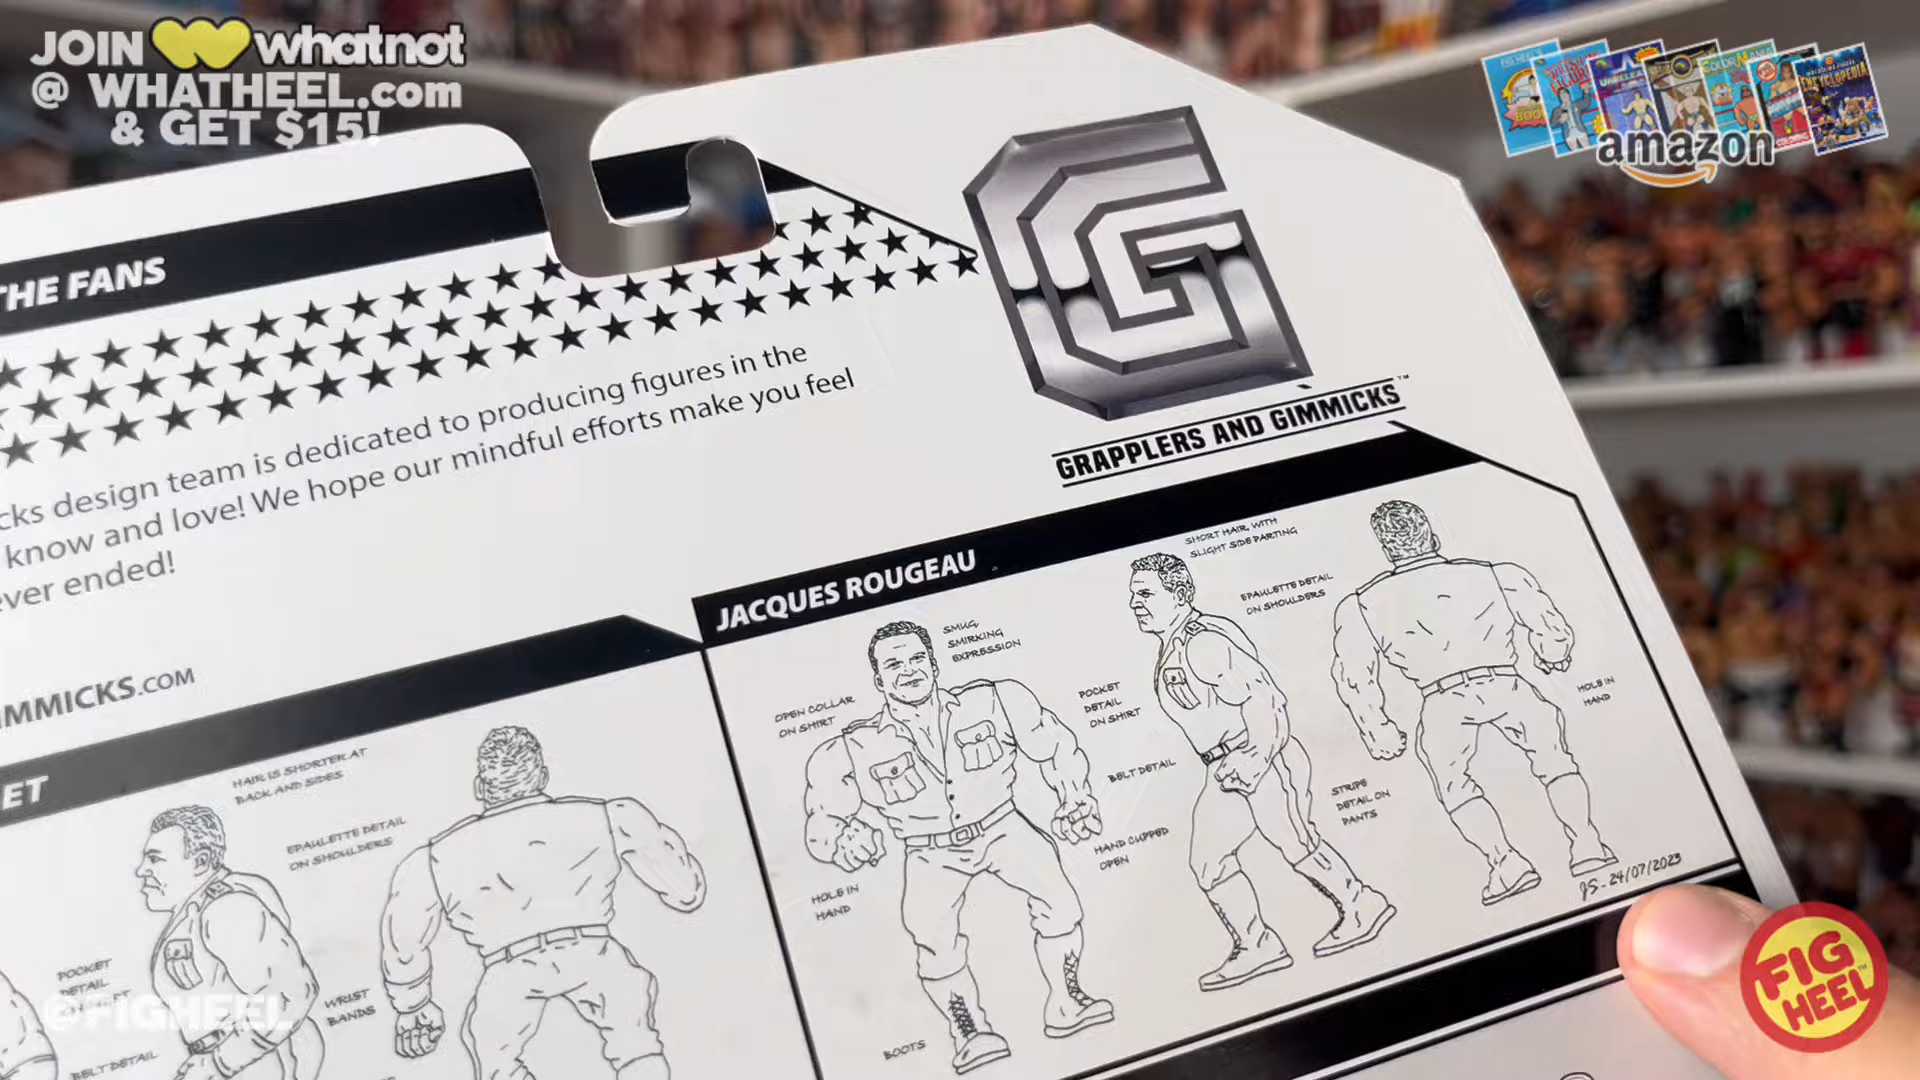 JOIN whatnot
@ WHATHEEL.com
& GET $15!
amazon
THE FANS
cks design team is dedicated to producing figures in the
know and love! We hope our mindful efforts make you feel
ever ended!
IMMICKS.COM
GRAPPLERS AND GIMMICKS™
JACQUES ROUGEAU
SMUG,
SMIRKING
EXPRESSION
OPEN COLLAR
ON SHIRT
HOLE IN
HAND
BOOTS
SHORT HAIR, WITH
SLIGHT SIDE PARTING
EPAULETTE DETAIL
ON SHOULDERS
POCKET
DETAIL
ON SHIRT
BELT DETAIL
HAND CUPPED
OPEN
STRIPE
DETAIL ON
PANTS
HOLE IN
HAND
JS-24/07/2023
ET
HAIR IS SHORTER AT
BACK AND SIDES
EPAULETTE DETAIL
ON SHOULDERS
POCKET
DETAIL
WRIST
BANDS
BELT DETAIL
@FIGHEEL
FIG
HEEL